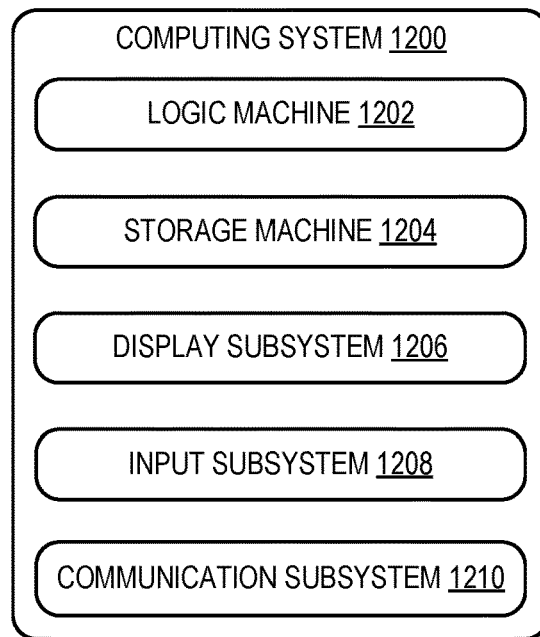 COMPUTING SYSTEM 1200
LOGIC MACHINE 1202
STORAGE MACHINE 1204
DISPLAY SUBSYSTEM 1206
INPUT SUBSYSTEM 1208
COMMUNICATION SUBSYSTEM 1210